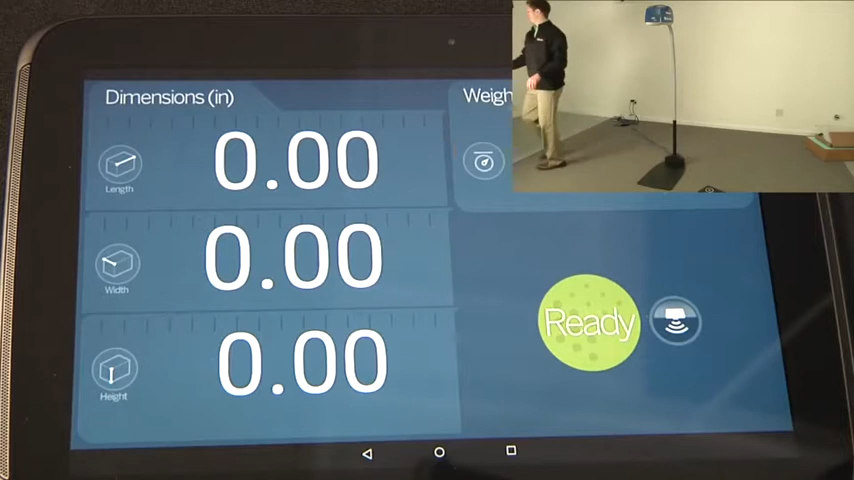 Dimensions (in)
Weigh
0.00
Length
0.00
Width
Ready
0.00
Height